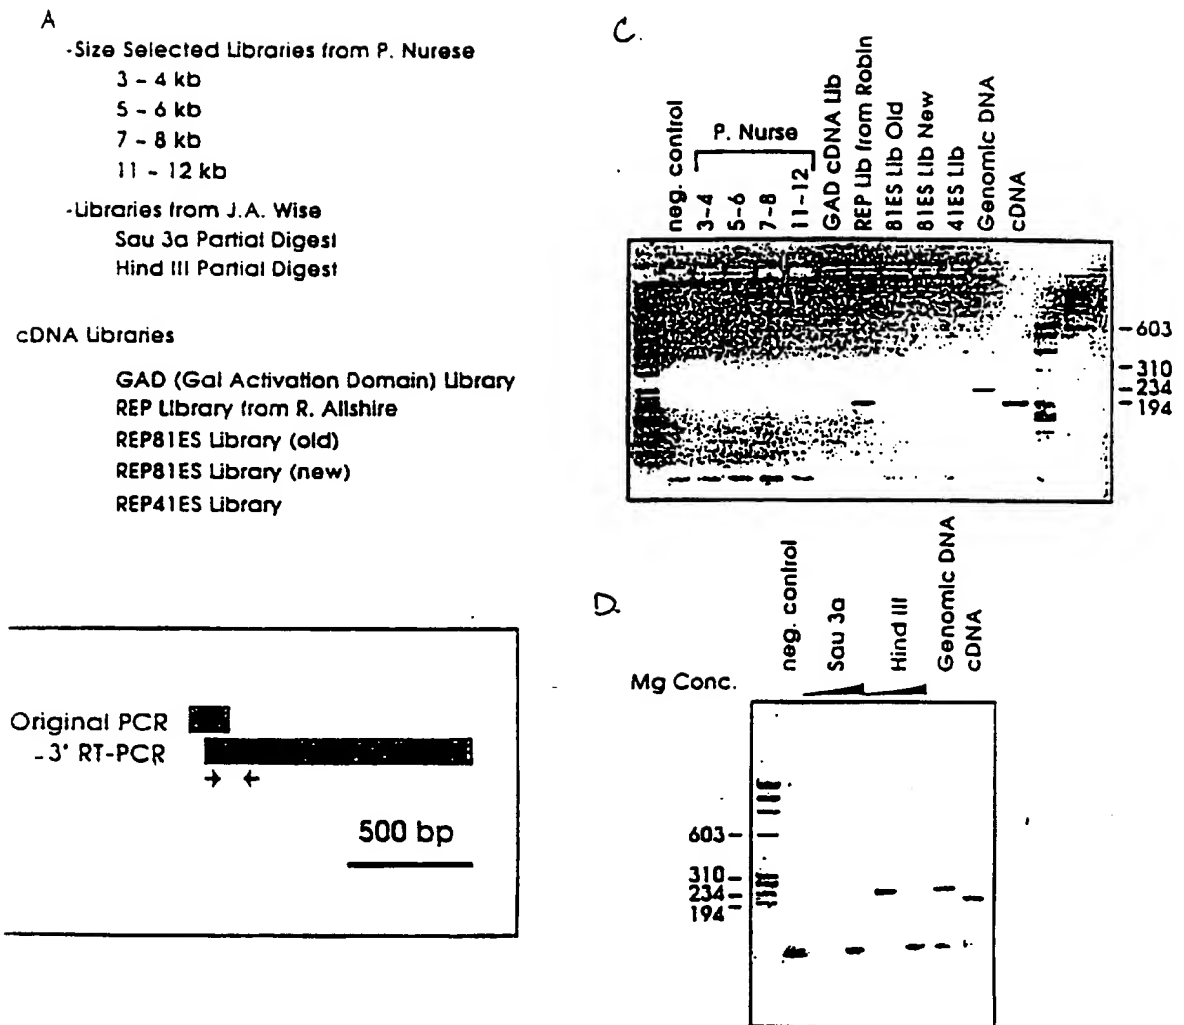 A
-Size Selected Libraries from P. Nurese
3 - 4 kb
5 - 6 kb
7 - 8 kb
11 - 12 kb
-Libraries from J.A. Wise
Sau 3a Partial Digest
Hind III Partial Digest
cDNA Libraries
GAD (Gal Activation Domain) Library
REP Library from R. Allshire
REP81ES Library (old)
REP81ES Library (new)
REP41ES Library
Original PCR
-3' RT-PCR
500 bp
C.
neg. control
P. Nurse
3-4
5-6
7-8
11-12
GAD cDNA Lib
REP Lib from Robin
81ES Lib Old
81ES Lib New
41ES Lib
Genomic DNA
cDNA
-603
-310
-234
-194
D.
neg. control
Sau 3a
Hind III
Genomic DNA
cDNA
Mg Conc.
603-
310-
234-
194-